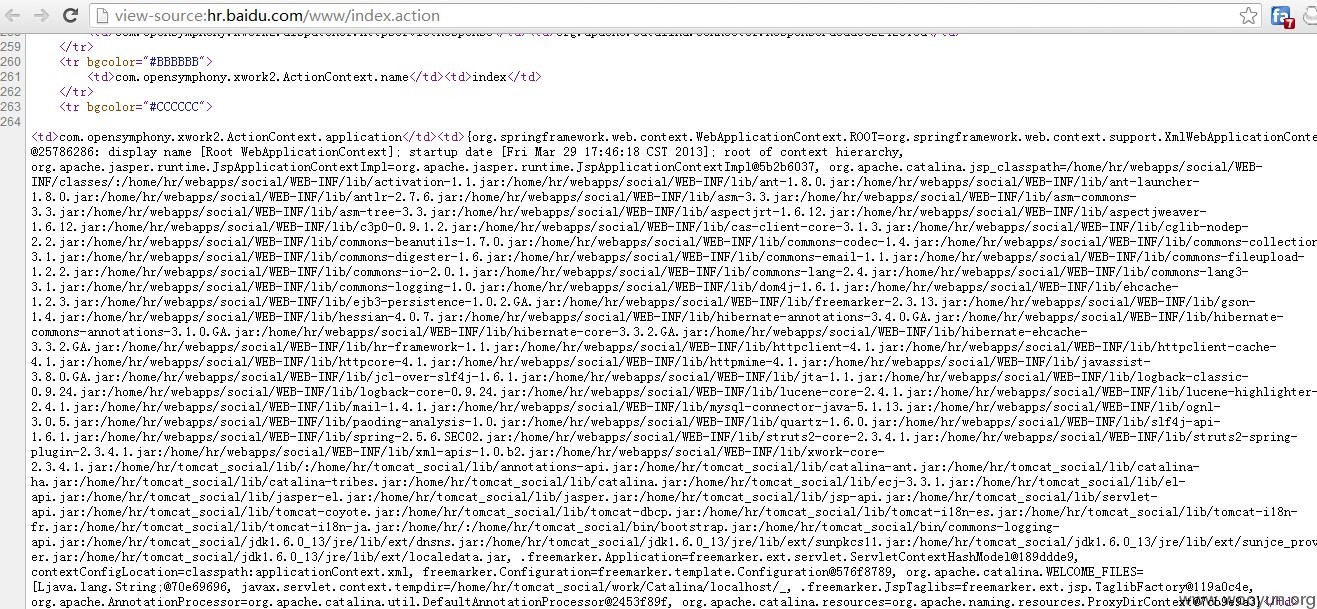 view-source:hr.baidu.com/www/index.action
259 </tr>
260 <tr bgcolor="#BBBBBB">
261 <td>com.opensymphony.xwork2.ActionContext.name</td><td>index</td>
262 </tr>
263 <tr bgcolor="#CCCCCC">
264
<td>com.opensymphony.xwork2.ActionContext.application</td><td>{org.springframework.web.context.WebApplicationContext.ROOT=org.springframework.web.context.support.XmlWebApplicationConte
@25786286: display name [Root WebApplicationContext]; startup date [Fri Mar 29 17:46:18 CST 2013]; root of context hierarchy,
org.apache.jasper.runtime.JspApplicationContextImpl=org.apache.jasper.runtime.JspApplicationContextImpl@5b2b6037, org.apache.catalina.jsp_classpath=/home/hr/webapps/social/WEB-
INF/classes/:/home/hr/webapps/social/WEB-INF/lib/activation-1.1.jar:/home/hr/webapps/social/WEB-INF/lib/ant-1.8.0.jar:/home/hr/webapps/social/WEB-INF/lib/ant-launcher-
1.8.0.jar:/home/hr/webapps/social/WEB-INF/lib/antlr-2.7.6.jar:/home/hr/webapps/social/WEB-INF/lib/asm-3.3.jar:/home/hr/webapps/social/WEB-INF/lib/asm-commons-
3.3.jar:/home/hr/webapps/social/WEB-INF/lib/asm-tree-3.3.jar:/home/hr/webapps/social/WEB-INF/lib/aspectjrt-1.6.12.jar:/home/hr/webapps/social/WEB-INF/lib/aspectjweaver-
1.6.12.jar:/home/hr/webapps/social/WEB-INF/lib/c3p0-0.9.1.2.jar:/home/hr/webapps/social/WEB-INF/lib/cas-client-core-3.1.3.jar:/home/hr/webapps/social/WEB-INF/lib/cglib-nodep-
2.2.jar:/home/hr/webapps/social/WEB-INF/lib/commons-beanutils-1.7.0.jar:/home/hr/webapps/social/WEB-INF/lib/commons-codec-1.4.jar:/home/hr/webapps/social/WEB-INF/lib/commons-collection
3.1.jar:/home/hr/webapps/social/WEB-INF/lib/commons-digester-1.6.jar:/home/hr/webapps/social/WEB-INF/lib/commons-email-1.1.jar:/home/hr/webapps/social/WEB-INF/lib/commons-fileupload-
1.2.2.jar:/home/hr/webapps/social/WEB-INF/lib/commons-io-2.0.1.jar:/home/hr/webapps/social/WEB-INF/lib/commons-lang-2.4.jar:/home/hr/webapps/social/WEB-INF/lib/commons-lang3-
3.1.jar:/home/hr/webapps/social/WEB-INF/lib/commons-logging-1.0.jar:/home/hr/webapps/social/WEB-INF/lib/dom4j-1.6.1.jar:/home/hr/webapps/social/WEB-INF/lib/ehcache-
1.2.3.jar:/home/hr/webapps/social/WEB-INF/lib/ejb3-persistence-1.0.2.GA.jar:/home/hr/webapps/social/WEB-INF/lib/freemarker-2.3.13.jar:/home/hr/webapps/social/WEB-INF/lib/gson-
1.4.jar:/home/hr/webapps/social/WEB-INF/lib/hessian-4.0.7.jar:/home/hr/webapps/social/WEB-INF/lib/hibernate-annotations-3.4.0.GA.jar:/home/hr/webapps/social/WEB-INF/lib/hibernate-
commons-annotations-3.1.0.GA.jar:/home/hr/webapps/social/WEB-INF/lib/hibernate-core-3.3.2.GA.jar:/home/hr/webapps/social/WEB-INF/lib/hibernate-ehcache-
3.3.2.GA.jar:/home/hr/webapps/social/WEB-INF/lib/hr-framework-1.1.jar:/home/hr/webapps/social/WEB-INF/lib/httpclient-4.1.jar:/home/hr/webapps/social/WEB-INF/lib/httpclient-cache-
4.1.jar:/home/hr/webapps/social/WEB-INF/lib/httpcore-4.1.jar:/home/hr/webapps/social/WEB-INF/lib/httpmime-4.1.jar:/home/hr/webapps/social/WEB-INF/lib/javassist-
3.8.0.GA.jar:/home/hr/webapps/social/WEB-INF/lib/jcl-over-slf4j-1.6.1.jar:/home/hr/webapps/social/WEB-INF/lib/jta-1.1.jar:/home/hr/webapps/social/WEB-INF/lib/logback-classic-
0.9.24.jar:/home/hr/webapps/social/WEB-INF/lib/logback-core-0.9.24.jar:/home/hr/webapps/social/WEB-INF/lib/lucene-core-2.4.1.jar:/home/hr/webapps/social/WEB-INF/lib/lucene-highlighter-
2.4.1.jar:/home/hr/webapps/social/WEB-INF/lib/mail-1.4.1.jar:/home/hr/webapps/social/WEB-INF/lib/mysql-connector-java-5.1.13.jar:/home/hr/webapps/social/WEB-INF/lib/ognl-
3.0.5.jar:/home/hr/webapps/social/WEB-INF/lib/paoding-analysis-1.0.jar:/home/hr/webapps/social/WEB-INF/lib/quartz-1.6.0.jar:/home/hr/webapps/social/WEB-INF/lib/slf4j-api-
1.6.1.jar:/home/hr/webapps/social/WEB-INF/lib/spring-2.5.6.SEC02.jar:/home/hr/webapps/social/WEB-INF/lib/struts2-core-2.3.4.1.jar:/home/hr/webapps/social/WEB-INF/lib/struts2-spring-
plugin-2.3.4.1.jar:/home/hr/webapps/social/WEB-INF/lib/xml-apis-1.0.b2.jar:/home/hr/webapps/social/WEB-INF/lib/xwork-core-
2.3.4.1.jar:/home/hr/tomcat_social/lib/:/home/hr/tomcat_social/lib/annotations-api.jar:/home/hr/tomcat_social/lib/catalina-ant.jar:/home/hr/tomcat_social/lib/catalina-
ha.jar:/home/hr/tomcat_social/lib/catalina-tribes.jar:/home/hr/tomcat_social/lib/catalina.jar:/home/hr/tomcat_social/lib/ecj-3.3.1.jar:/home/hr/tomcat_social/lib/el-
api.jar:/home/hr/tomcat_social/lib/jasper-el.jar:/home/hr/tomcat_social/lib/jasper.jar:/home/hr/tomcat_social/lib/jsp-api.jar:/home/hr/tomcat_social/lib/servlet-
api.jar:/home/hr/tomcat_social/lib/tomcat-coyote.jar:/home/hr/tomcat_social/lib/tomcat-dbcp.jar:/home/hr/tomcat_social/lib/tomcat-i18n-es.jar:/home/hr/tomcat_social/lib/tomcat-i18n-
fr.jar:/home/hr/tomcat_social/lib/tomcat-i18n-ja.jar:/home/hr/:/home/hr/tomcat_social/bin/bootstrap.jar:/home/hr/tomcat_social/bin/commons-logging-
api.jar:/home/hr/tomcat_social/jdk1.6.0_13/jre/lib/ext/dnsns.jar:/home/hr/tomcat_social/jdk1.6.0_13/jre/lib/ext/sunpkcs11.jar:/home/hr/tomcat_social/jdk1.6.0_13/jre/lib/ext/sunjce_prov
er.jar:/home/hr/tomcat_social/jdk1.6.0_13/jre/lib/ext/localedata.jar, .freemarker.Application=freemarker.ext.servlet.ServletContextHashModel@189ddde9,
contextConfigLocation=classpath:applicationContext.xml, freemarker.Configuration=freemarker.template.Configuration@576f8789, org.apache.catalina.WELCOME_FILES=
[Ljava.lang.String;@70e69696, javax.servlet.context.tempdir=/home/hr/tomcat_social/work/Catalina/localhost/_, .freemarker.JspTaglibs=freemarker.ext.jsp.TaglibFactory@119a0c4e,
org.apache.AnnotationProcessor=org.apache.catalina.util.DefaultAnnotationProcessor@2453f89f, org.apache.catalina.resources=org.apache.naming.resources.ProxyDirContext
www.wooyun.org